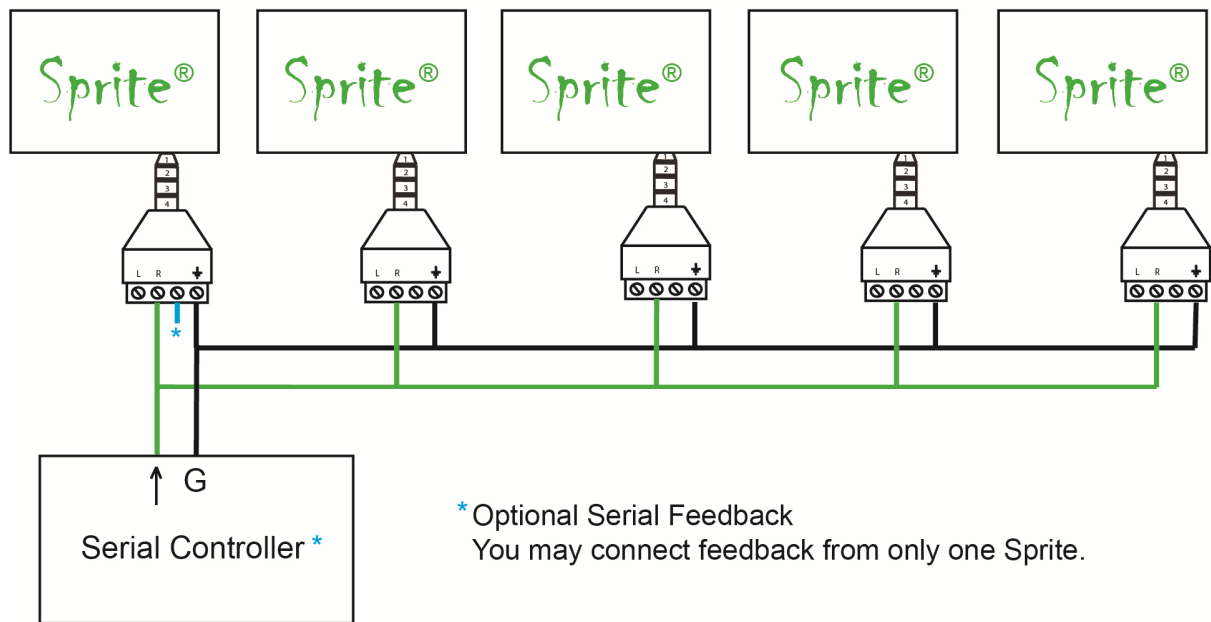 Sprite® Sprite® Sprite® Sprite® Sprite®
1 1 1 1 1
2 2 2 2 2
3 3 3 3 3
4 4 4 4 4
L R L R L R L R L R
*
G
Serial Controller *
* Optional Serial Feedback
You may connect feedback from only one Sprite.